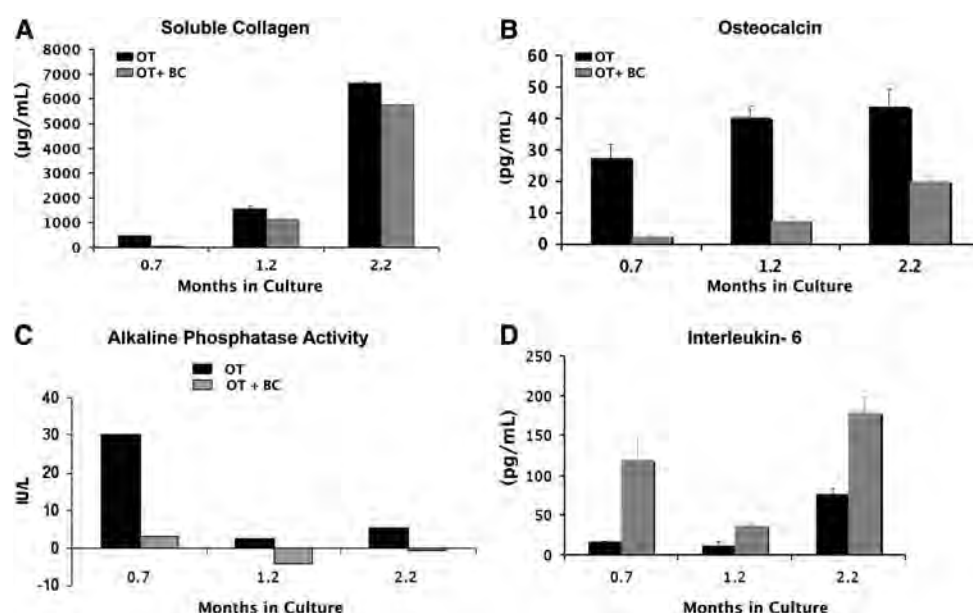 A
Soluble Collagen
OT
OT+ BC
(µg/mL)
8000
7000
6000
5000
4000
3000
2000
1000
0
0.7 1.2 2.2
Months in Culture
B
Osteocalcin
OT
OT+ BC
(pg/mL)
60
50
40
30
20
10
0
0.7 1.2 2.2
Months in Culture
C
Alkaline Phosphatase Activity
OT
OT + BC
IU/L
40
30
20
10
0
-10
0.7 1.2 2.2
Months in Culture
D
Interleukin- 6
(pg/mL)
250
200
150
100
50
0
0.7 1.2 2.2
Months in Culture